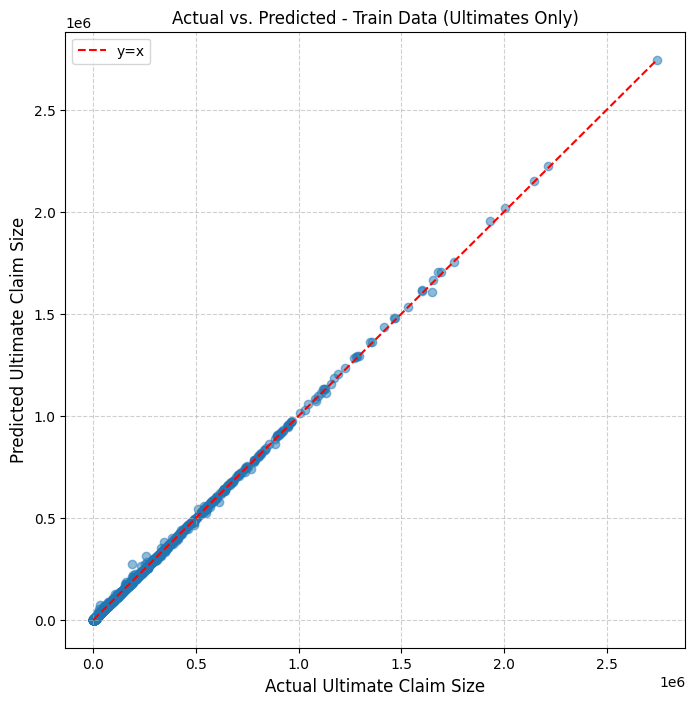 Actual vs. Predicted - Train Data (Ultimates Only)
1e6
y=x
2.5
2.0
1.5
1.0
0.5
0.0
Predicted Ultimate Claim Size
0.0 0.5 1.0 1.5 2.0 2.5
1e6
Actual Ultimate Claim Size